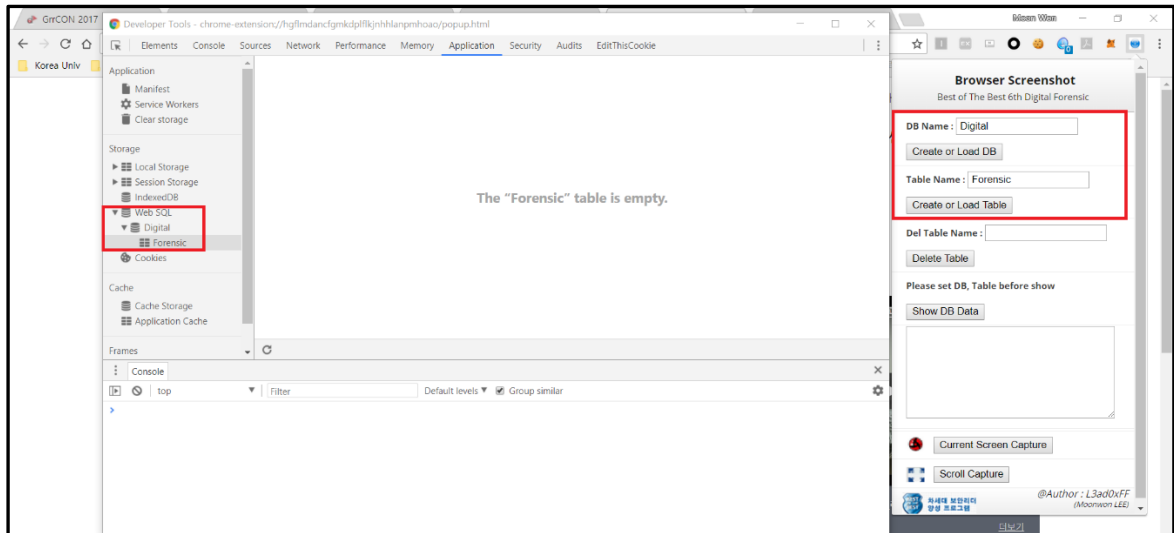 GrrCON 2017
Developer Tools - chrome-extension://hgflmdancfgmkdplflkjnhhlanpmhoao/popup.html
Moon Won
Elements Console Sources Network Performance Memory Application Security Audits EditThisCookie
Korea Univ
Application
Manifest
Service Workers
Clear storage
Storage
Local Storage
Session Storage
IndexedDB
Web SQL
Digital
Forensic
Cookies
Cache
Cache Storage
Application Cache
Frames
The "Forensic" table is empty.
Console
top
Filter
Default levels
Group similar
Browser Screenshot
Best of The Best 6th Digital Forensic
DB Name : Digital
Create or Load DB
Table Name : Forensic
Create or Load Table
Del Table Name :
Delete Table
Please set DB, Table before show
Show DB Data
Current Screen Capture
Scroll Capture
차세대 보안리더
양성 프로그램
@Author : L3ad0xFF
(Moonwon LEE)
더보기